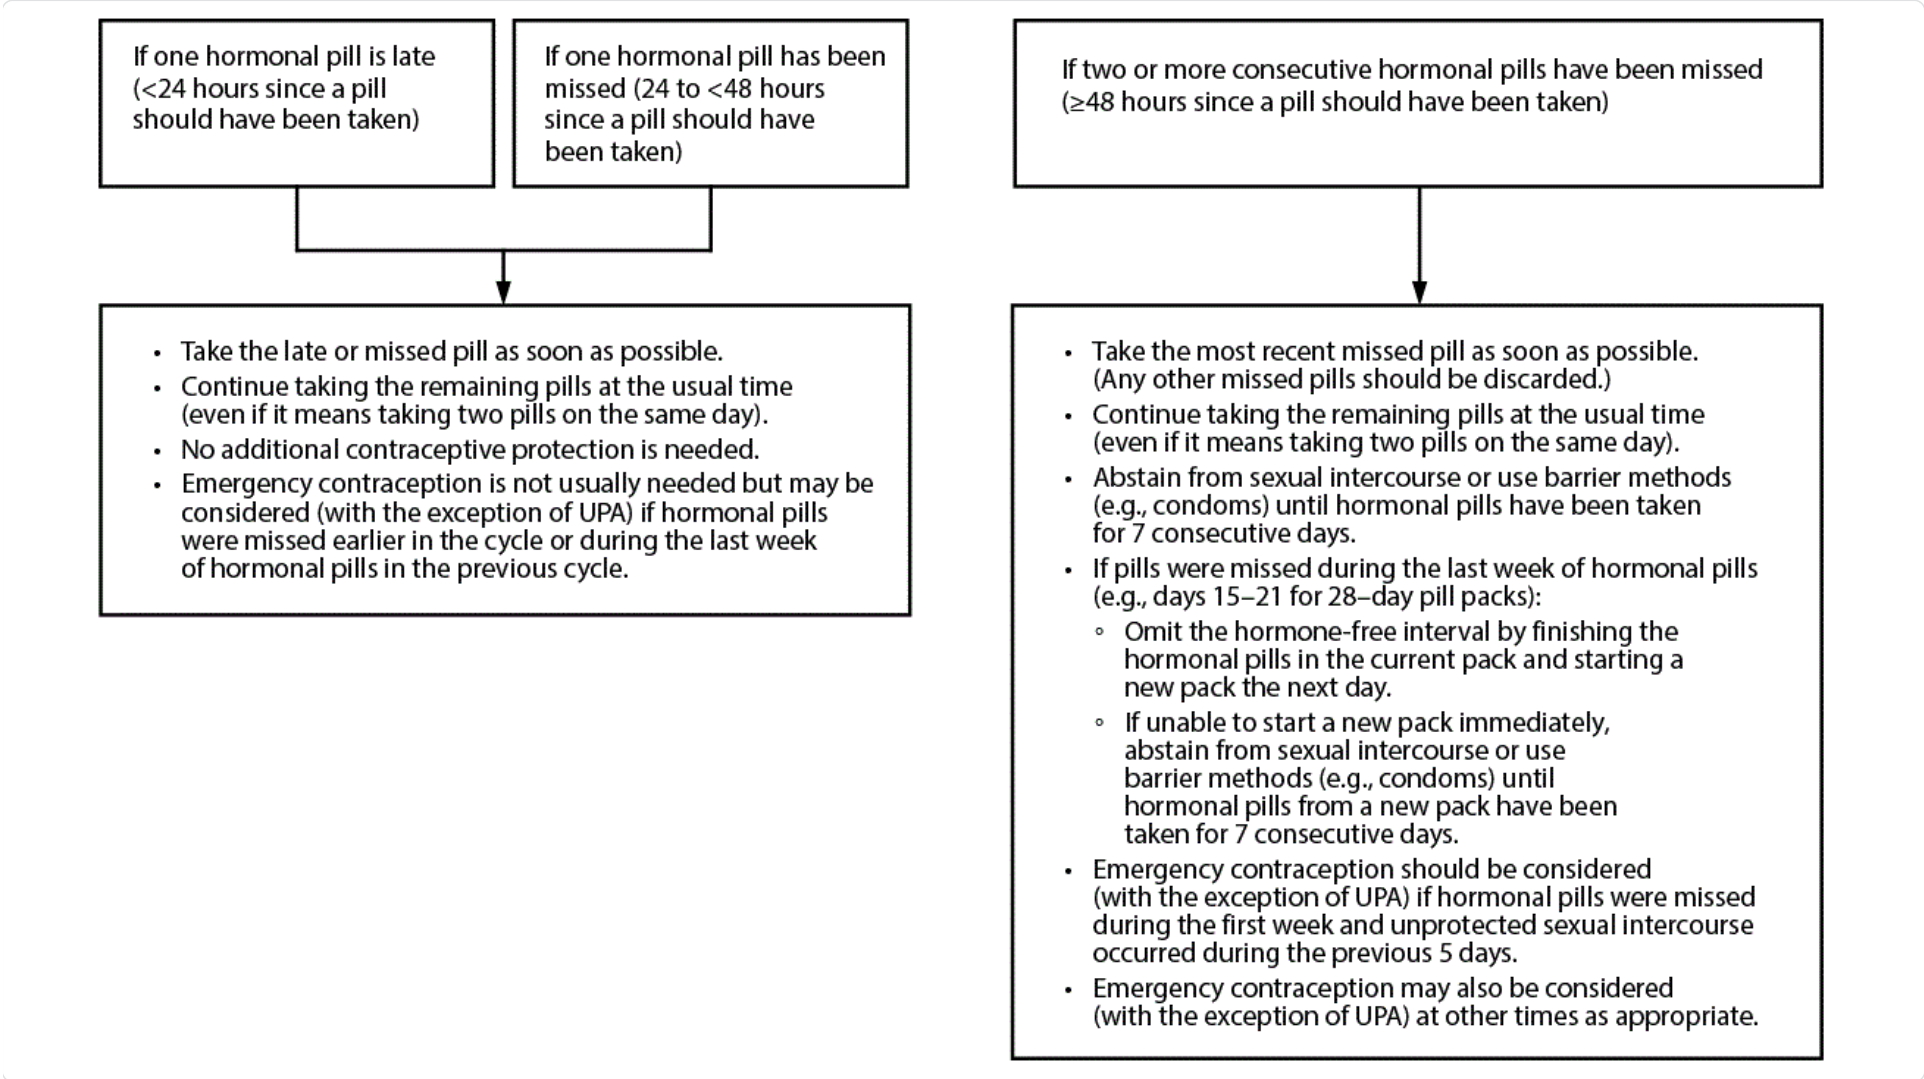 If one hormonal pill is late
(<24 hours since a pill
should have been taken)
If one hormonal pill has been
missed (24 to <48 hours
since a pill should have
been taken)
If two or more consecutive hormonal pills have been missed
(≥48 hours since a pill should have been taken)
• Take the late or missed pill as soon as possible.
• Continue taking the remaining pills at the usual time
(even if it means taking two pills on the same day).
• No additional contraceptive protection is needed.
• Emergency contraception is not usually needed but may be
considered (with the exception of UPA) if hormonal pills
were missed earlier in the cycle or during the last week
of hormonal pills in the previous cycle.
• Take the most recent missed pill as soon as possible.
(Any other missed pills should be discarded.)
• Continue taking the remaining pills at the usual time
(even if it means taking two pills on the same day).
• Abstain from sexual intercourse or use barrier methods
(e.g., condoms) until hormonal pills have been taken
for 7 consecutive days.
• If pills were missed during the last week of hormonal pills
(e.g., days 15–21 for 28–day pill packs):
◦ Omit the hormone-free interval by finishing the
hormonal pills in the current pack and starting a
new pack the next day.
◦ If unable to start a new pack immediately,
abstain from sexual intercourse or use
barrier methods (e.g., condoms) until
hormonal pills from a new pack have been
taken for 7 consecutive days.
• Emergency contraception should be considered
(with the exception of UPA) if hormonal pills were missed
during the first week and unprotected sexual intercourse
occurred during the previous 5 days.
• Emergency contraception may also be considered
(with the exception of UPA) at other times as appropriate.